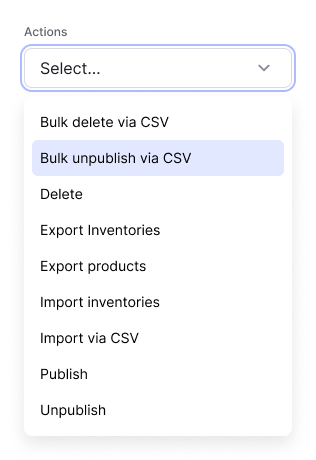 Actions
Select...
Bulk delete via CSV
Bulk unpublish via CSV
Delete
Export Inventories
Export products
Import inventories
Import via CSV
Publish
Unpublish